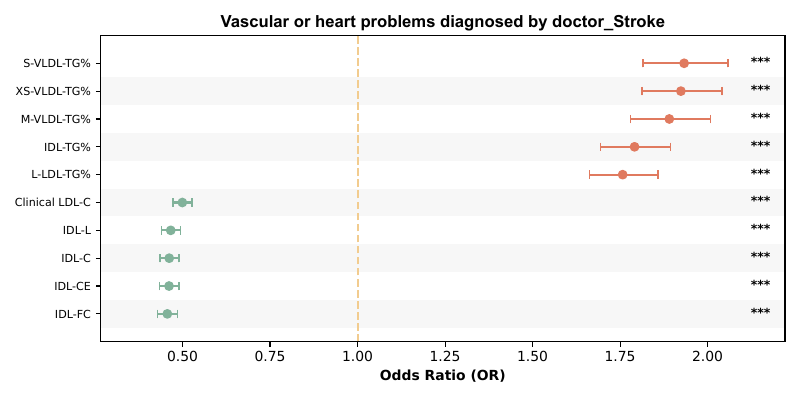 Vascular or heart problems diagnosed by doctor_Stroke
S-VLDL-TG% ***
XS-VLDL-TG% ***
M-VLDL-TG% ***
IDL-TG% ***
L-LDL-TG% ***
Clinical LDL-C ***
IDL-L ***
IDL-C ***
IDL-CE ***
IDL-FC ***
0.50 0.75 1.00 1.25 1.50 1.75 2.00
Odds Ratio (OR)